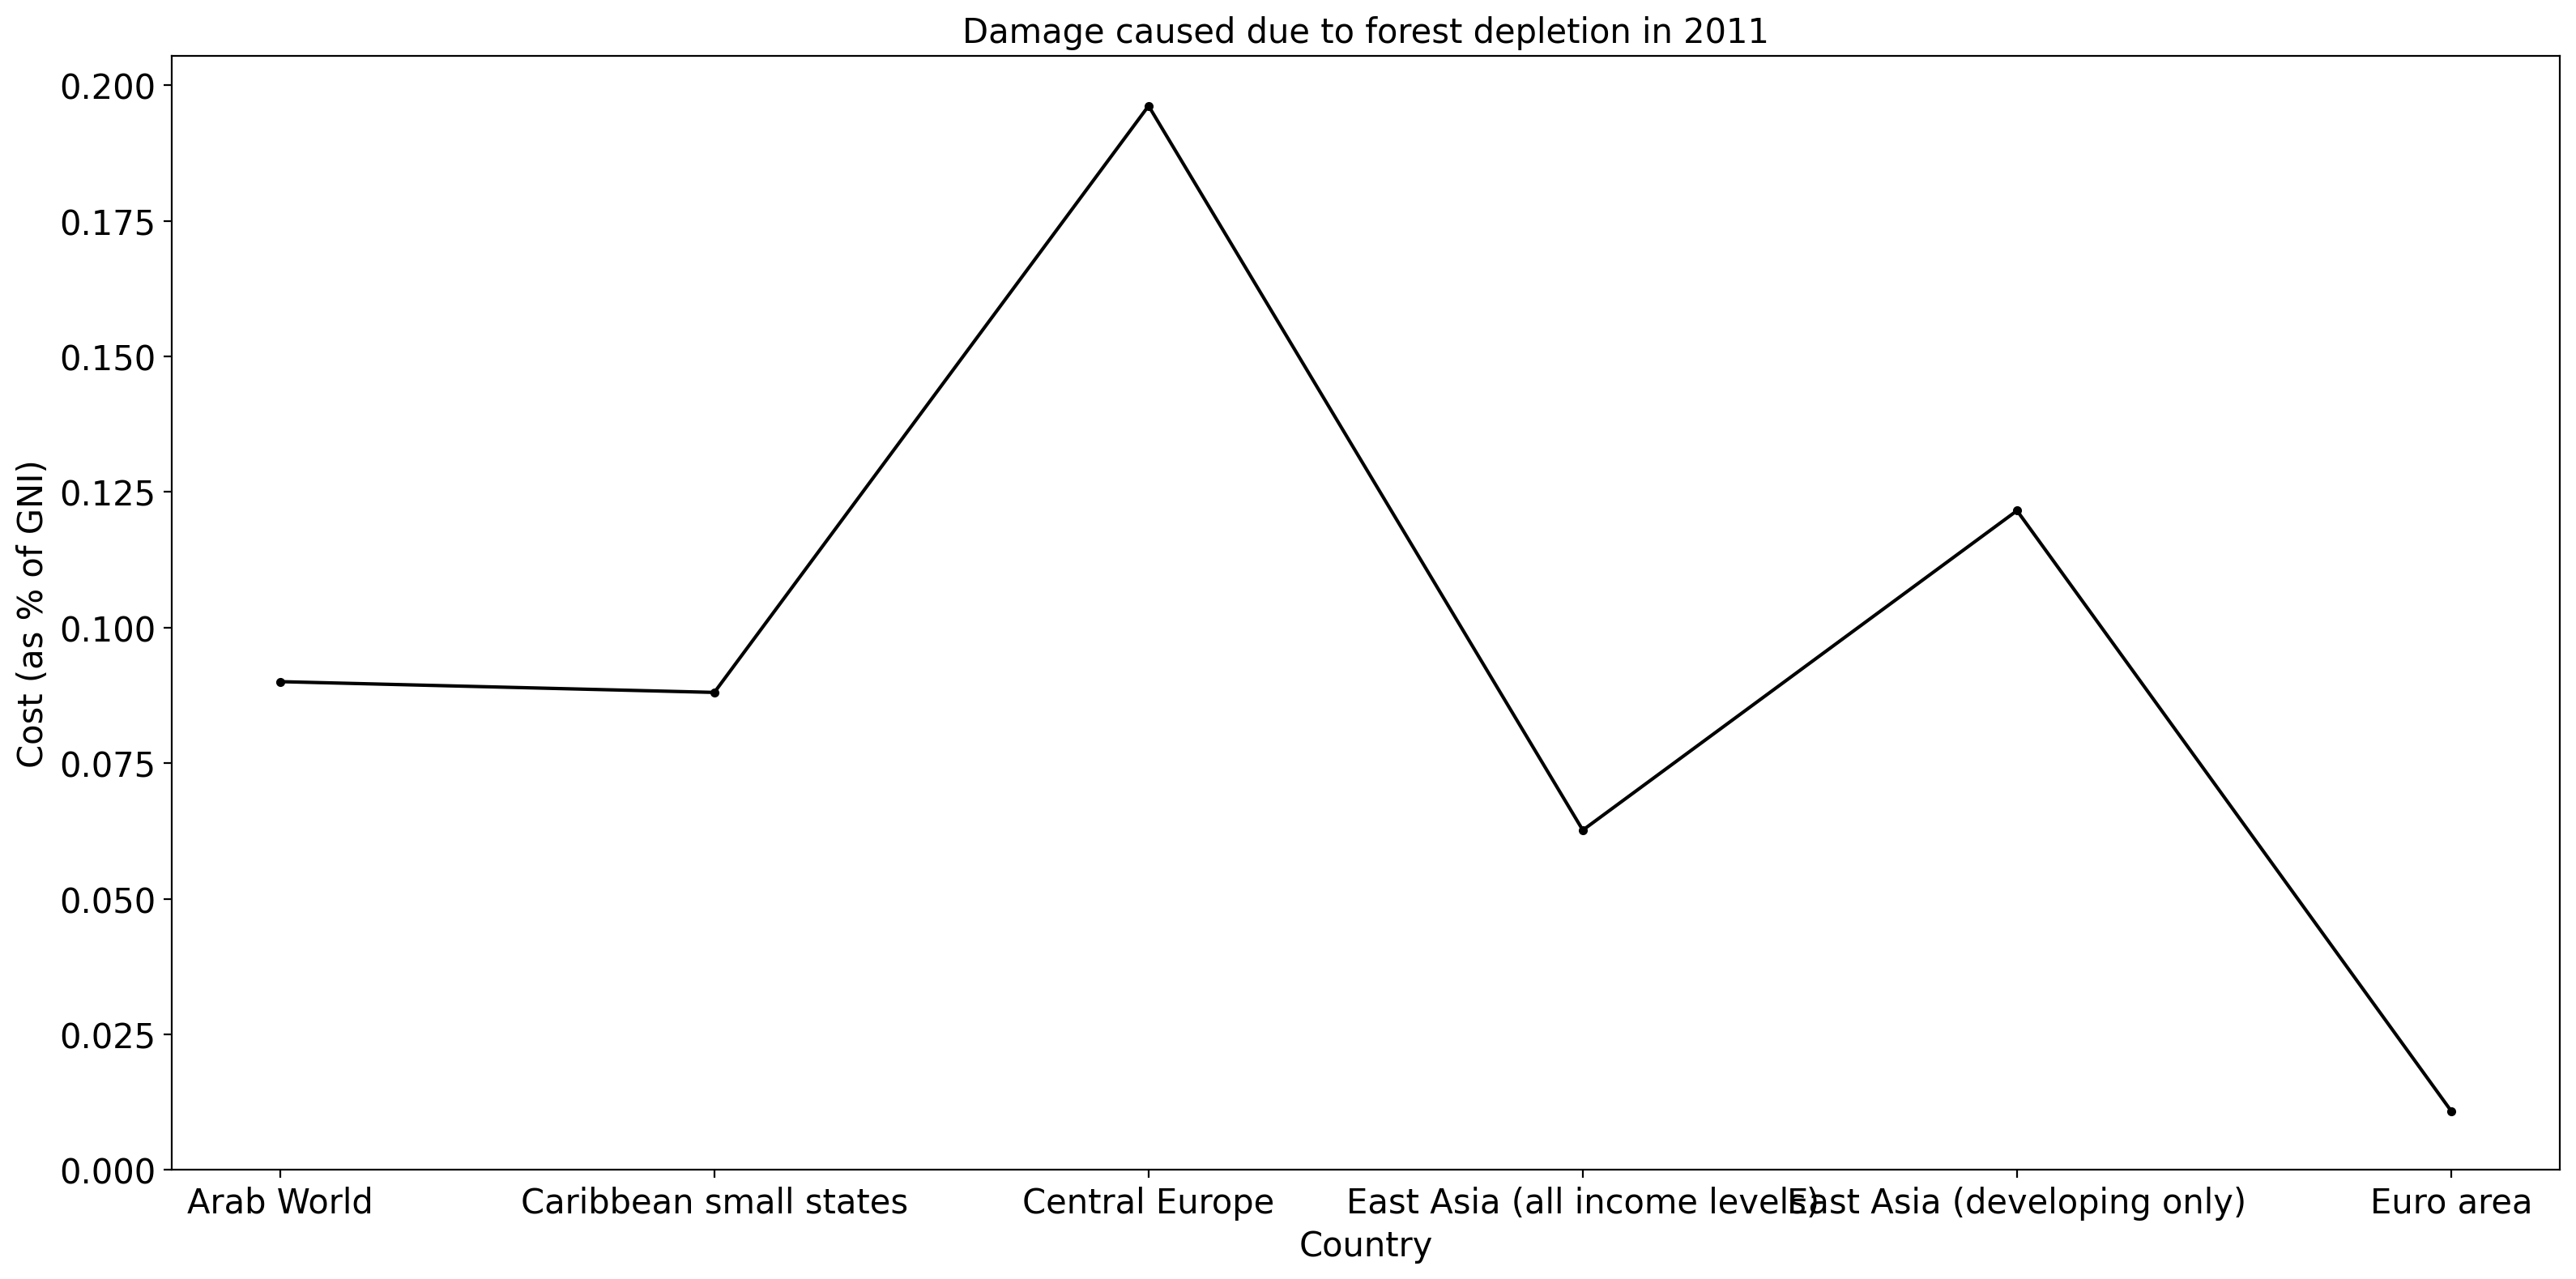 Damage caused due to forest depletion in 2011
0.200
0.175
0.150
0.125
0.100
0.075
0.050
0.025
0.000
Cost (as % of GNI)
Arab World
Caribbean small states
Central Europe
East Asia (all income levels)
East Asia (developing only)
Euro area
Country